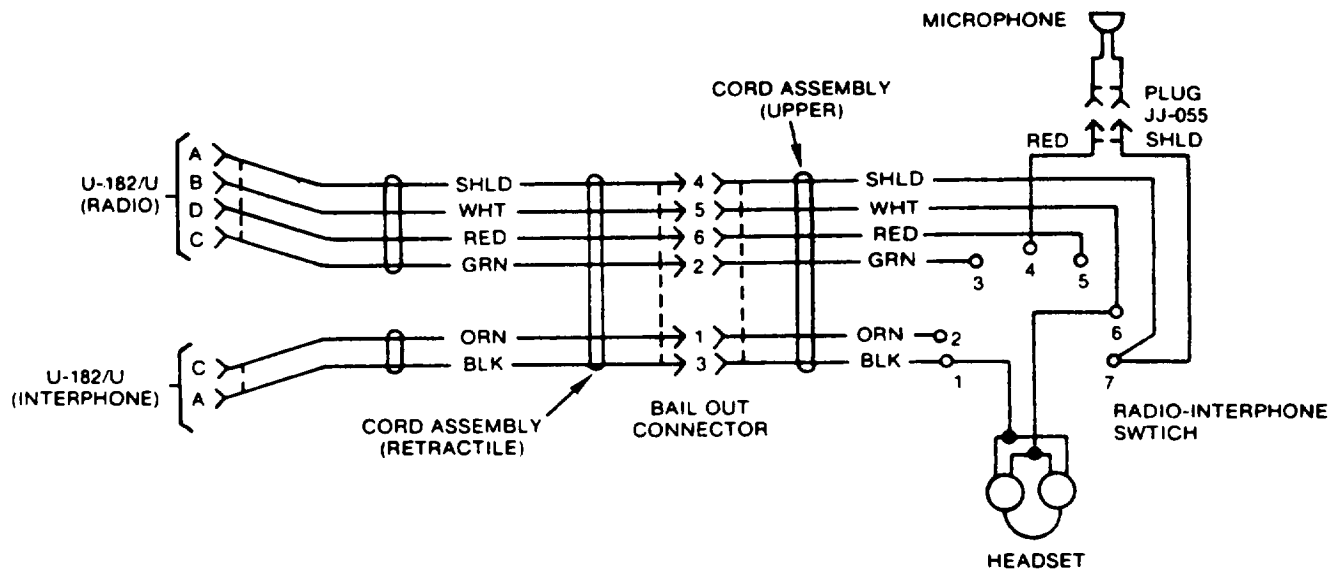 MICROPHONE
CORD ASSEMBLY
(UPPER)
PLUG
JJ-055
RED SHLD
U-182/U
(RADIO)
A
B
D
C
SHLD 4 SHLD
WHT 5 WHT
RED 6 RED
GRN 2 GRN
3 4 5
6
7
U-182/U
(INTERPHONE)
C
A
ORN 1 ORN 2
BLK 3 BLK 1
CORD ASSEMBLY
(RETRACTILE)
BAIL OUT
CONNECTOR
RADIO-INTERPHONE
SWTICH
HEADSET